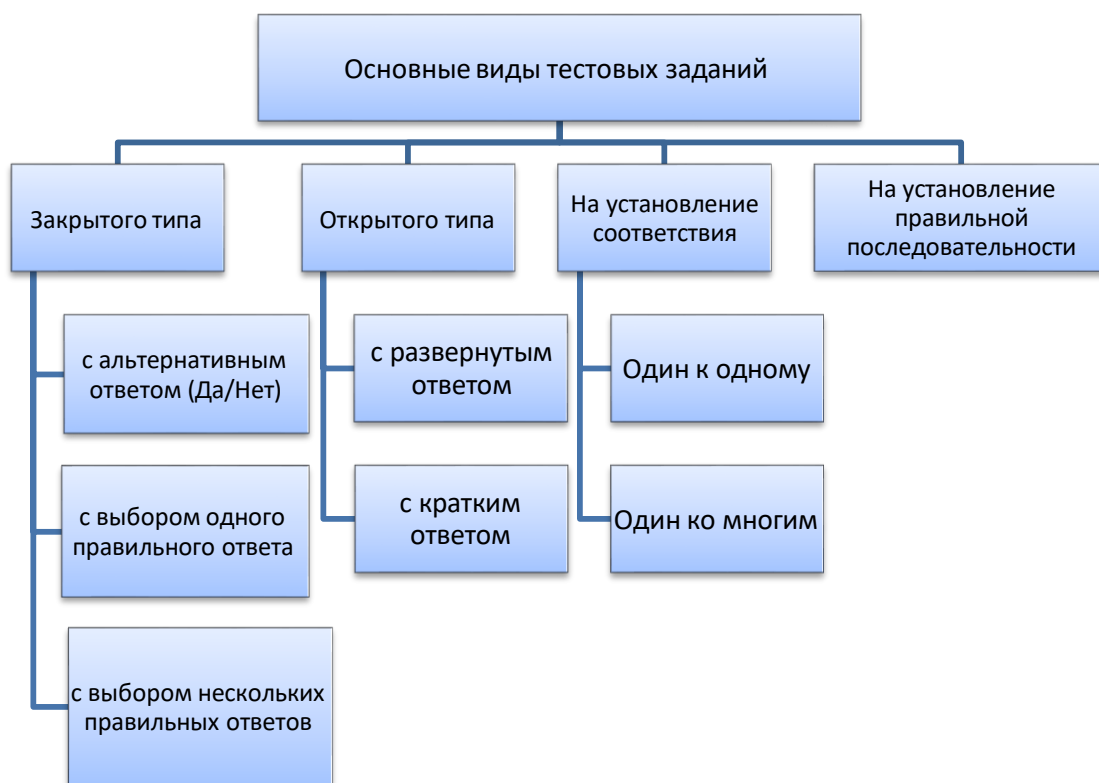 Основные виды тестовых заданий
Закрытого типа
Открытого типа
На установление
соответствия
На установление
правильной
последовательности
с альтернативным
ответом (Да/Нет)
с развернутым
ответом
Один к одному
с выбором одного
правильного ответа
с кратким
ответом
Один ко многим
с выбором нескольких
правильных ответов